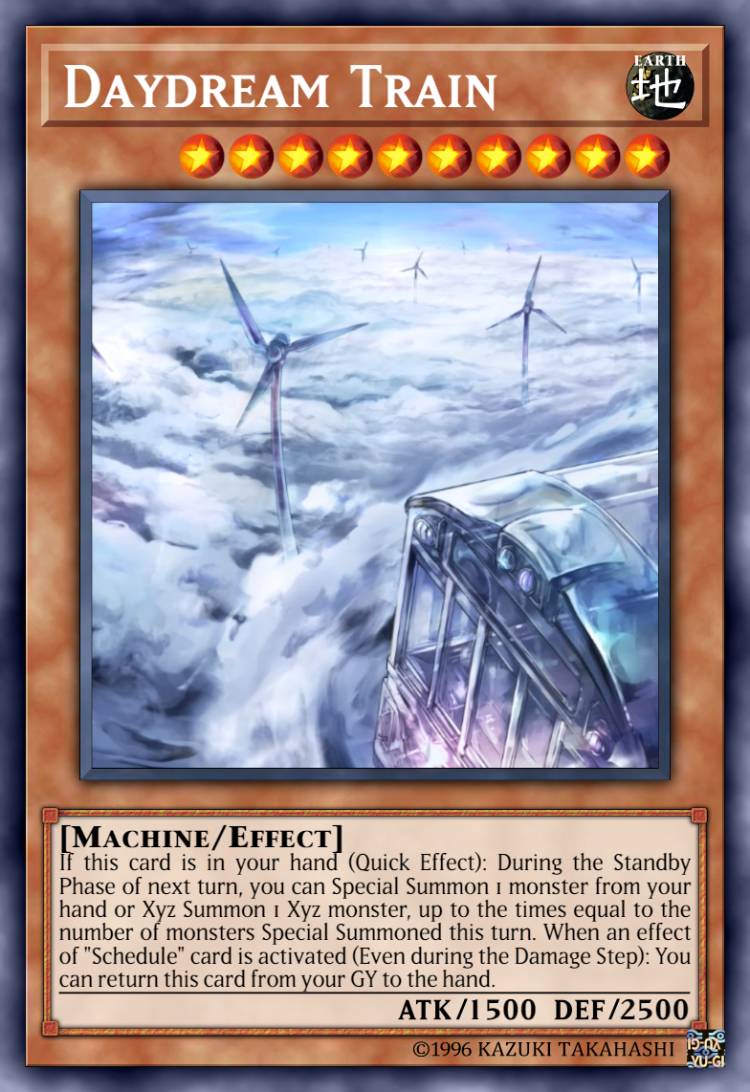 DAYDREAM TRAIN
EARTH
地
[MACHINE/EFFECT]
If this card is in your hand (Quick Effect): During the Standby
Phase of next turn, you can Special Summon 1 monster from your
hand or Xyz Summon 1 Xyz monster, up to the times equal to the
number of monsters Special Summoned this turn. When an effect
of "Schedule" card is activated (Even during the Damage Step): You
can return this card from your GY to the hand.
ATK/1500 DEF/2500
©1996 KAZUKI TAKAHASHI